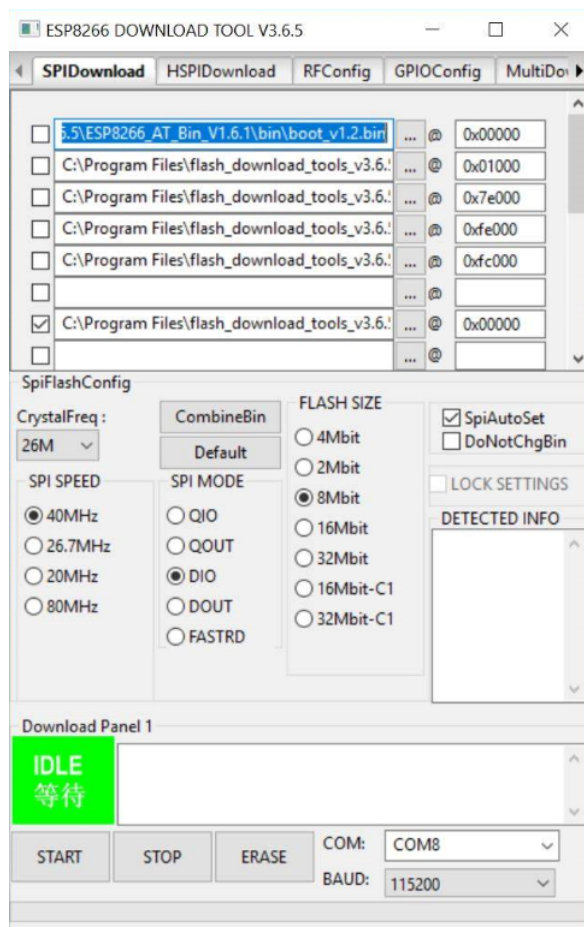 ESP8266 DOWNLOAD TOOL V3.6.5
SPIDownload HSPIDownload RFConfig GPIOConfig MultiDo
5.5\ESP8266_AT_Bin_V1.6.1\bin\boot_v1.2.bin ... @ 0x00000
C:\Program Files\flash_download_tools_v3.6. ... @ 0x01000
C:\Program Files\flash_download_tools_v3.6. ... @ 0x7e000
C:\Program Files\flash_download_tools_v3.6. ... @ 0xfe000
C:\Program Files\flash_download_tools_v3.6. ... @ 0xfc000
... @
C:\Program Files\flash_download_tools_v3.6. ... @ 0x00000
... @
SpiFlashConfig
CrystalFreq :
26M
CombineBin
Default
SPI SPEED
40MHz
26.7MHz
20MHz
80MHz
SPI MODE
QIO
QOUT
DIO
DOUT
FASTRD
FLASH SIZE
4Mbit
2Mbit
8Mbit
16Mbit
32Mbit
16Mbit-C1
32Mbit-C1
SpiAutoSet
DoNotChgBin
LOCK SETTINGS
DETECTED INFO
Download Panel 1
IDLE
等待
START STOP ERASE
COM: COM8
BAUD: 115200